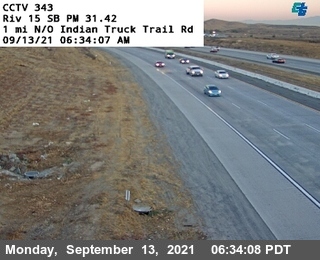 CCTV 343
Riv 15 SB PM 31.42
1 mi N/O Indian Truck Trail Rd
09/13/21 06:34:07 AM
Monday, September 13, 2021 06:34:08 PDT